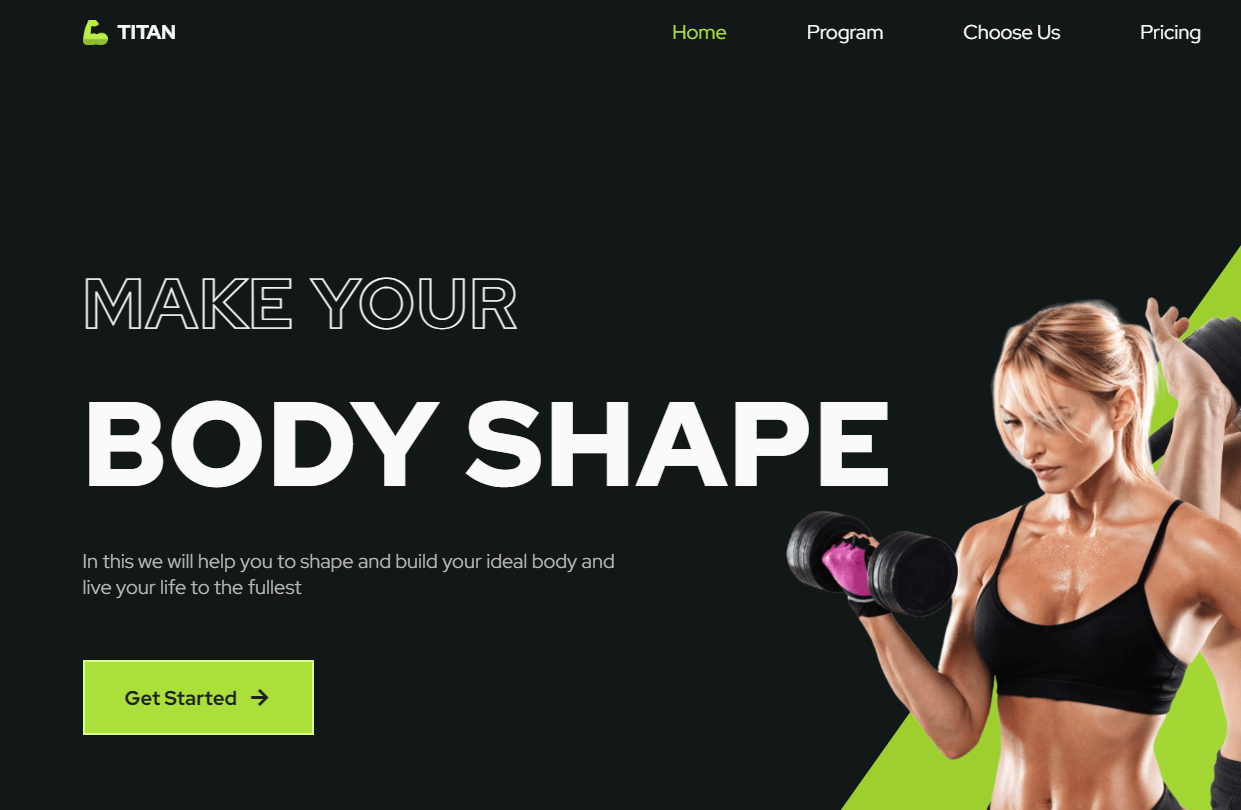 TITAN
Home Program Choose Us Pricing
MAKE YOUR
BODY SHAPE
In this we will help you to shape and build your ideal body and
live your life to the fullest
Get Started